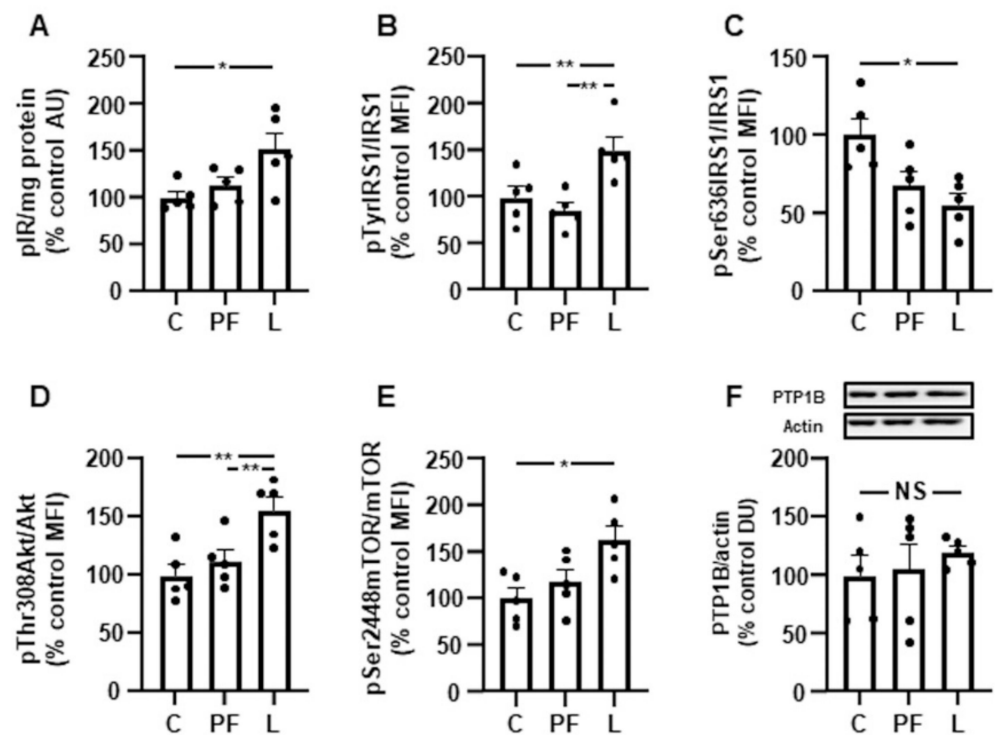 A
pIR/mg protein
(% control AU)
250
200
150
100
50
0
*
C PF L
B
pTyrIRS1/IRS1
(% control MFI)
250
200
150
100
50
0
**
**
C PF L
C
pSer636IRS1/IRS1
(% control MFI)
150
100
50
0
*
C PF L
D
pThr308Akt/Akt
(% control MFI)
200
150
100
50
0
**
**
C PF L
E
pSer2448mTOR/mTOR
(% control MFI)
250
200
150
100
50
0
*
C PF L
F
PTP1B
Actin
PTP1B/actin
(% control DU)
200
150
100
50
0
NS
C PF L